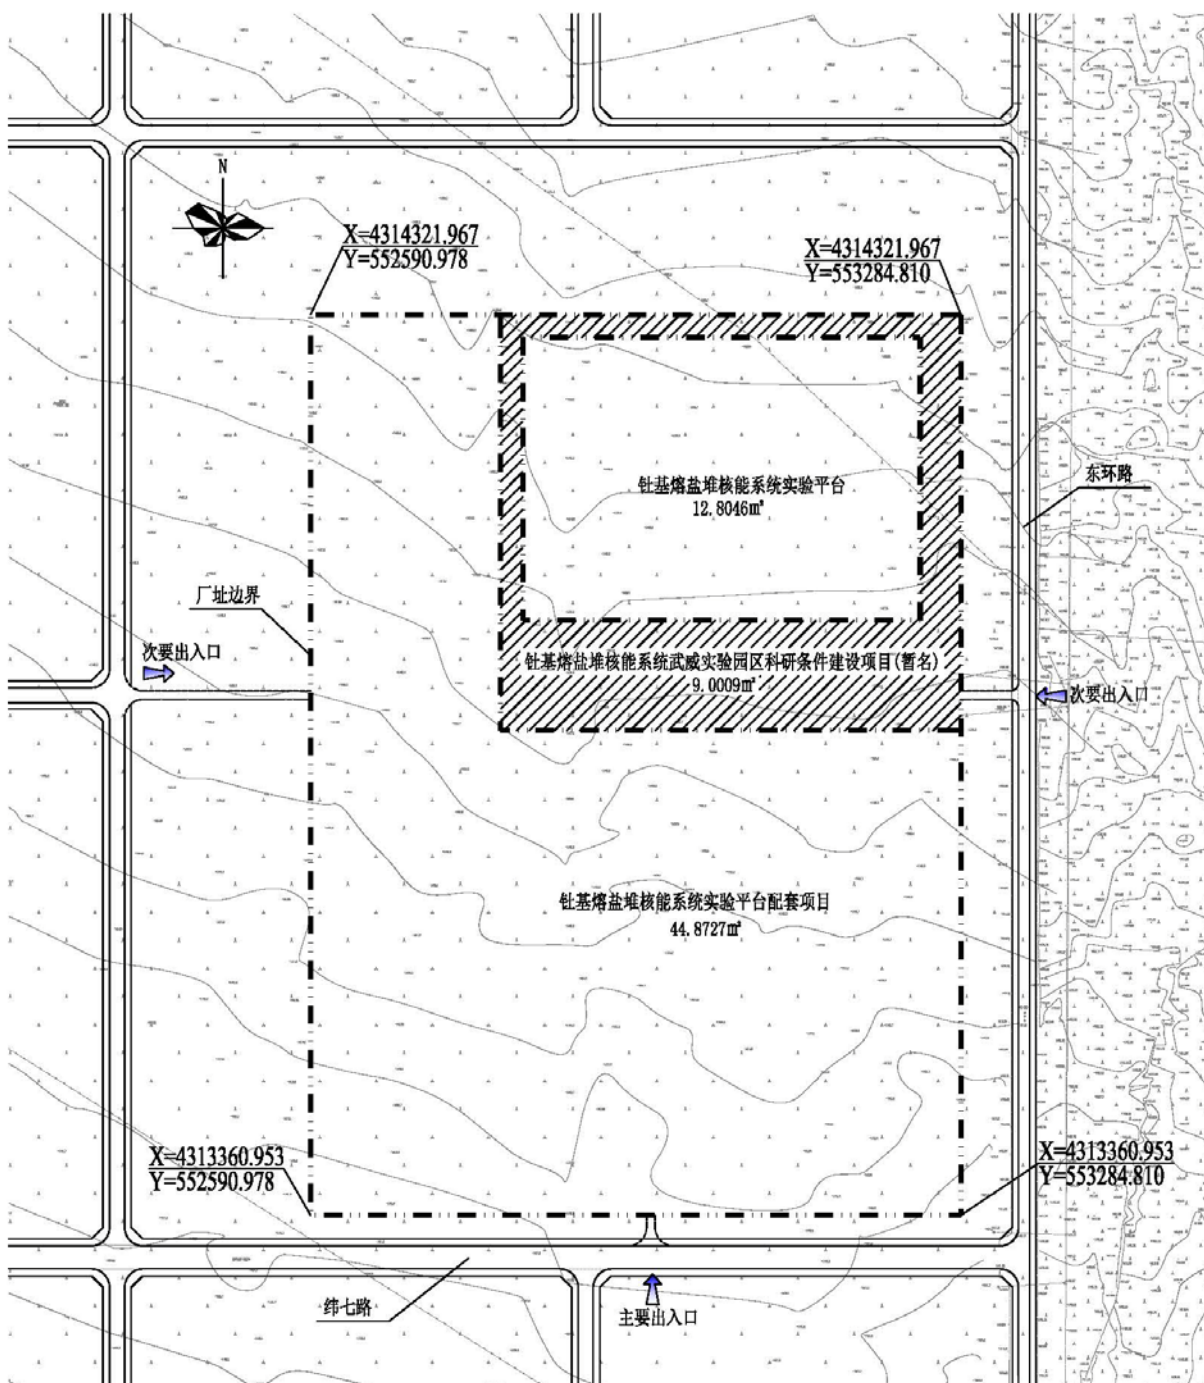 N
X=4314321.967
Y=552590.978
X=4314321.967
Y=553284.810
钍基熔盐堆核能系统实验平台
12.8046㎡
东环路
厂址边界
次要出入口
钍基熔盐堆核能系统武威实验园区科研条件建设项目(暂名)
9.0009㎡
次要出入口
钍基熔盐堆核能系统实验平台配套项目
44.8727㎡
X=4313360.953
Y=552590.978
X=4313360.953
Y=553284.810
纬七路
主要出入口